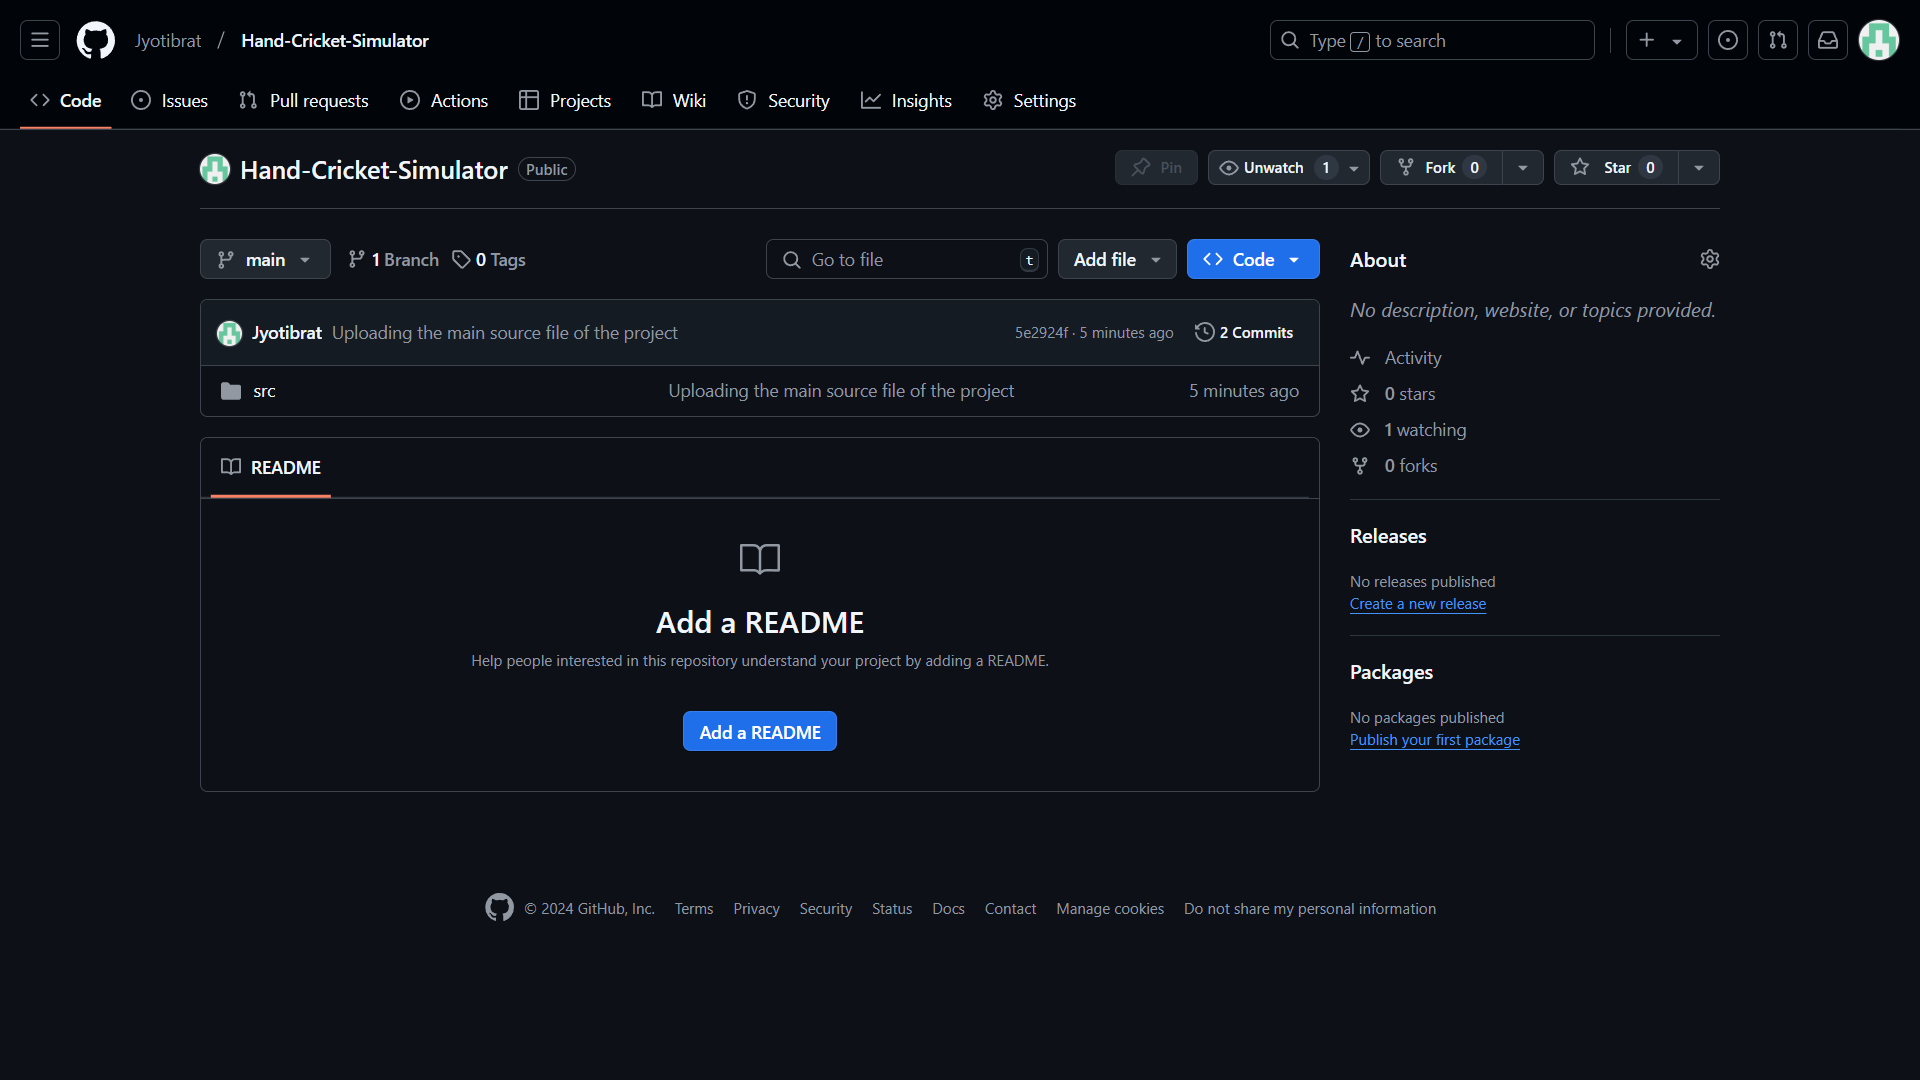 Jyotibrat / Hand-Cricket-Simulator
Type / to search
Code Issues Pull requests Actions Projects Wiki Security Insights Settings
Hand-Cricket-Simulator Public
Pin Unwatch 1 Fork 0 Star 0
main 1 Branch 0 Tags
Go to file t Add file Code
Jyotibrat Uploading the main source file of the project 5e2924f · 5 minutes ago 2 Commits
src Uploading the main source file of the project 5 minutes ago
README
Add a README
Help people interested in this repository understand your project by adding a README.
Add a README
About
No description, website, or topics provided.
Activity
0 stars
1 watching
0 forks
Releases
No releases published
Create a new release
Packages
No packages published
Publish your first package
© 2024 GitHub, Inc. Terms Privacy Security Status Docs Contact Manage cookies Do not share my personal information